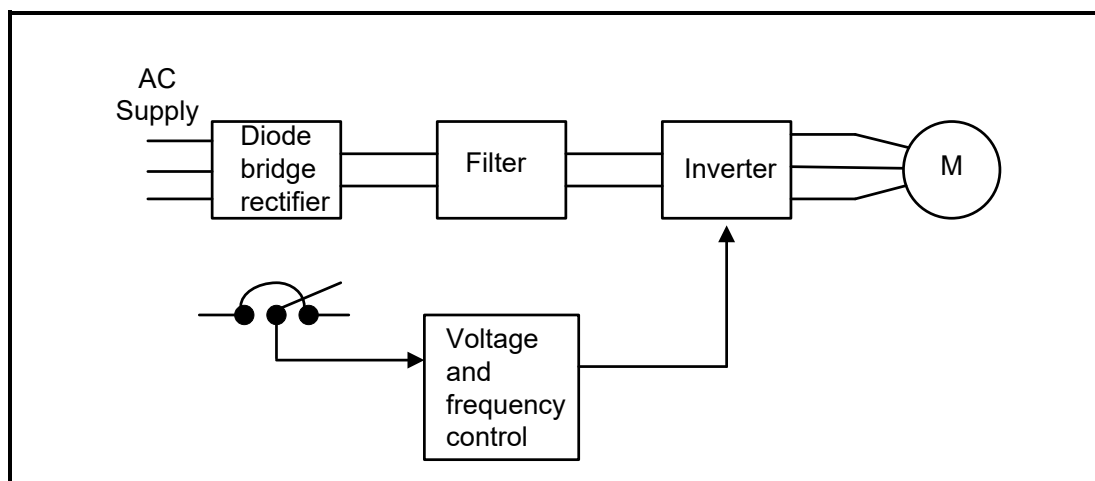 AC
Supply
Diode
bridge
rectifier
Filter
Inverter
M
Voltage
and
frequency
control